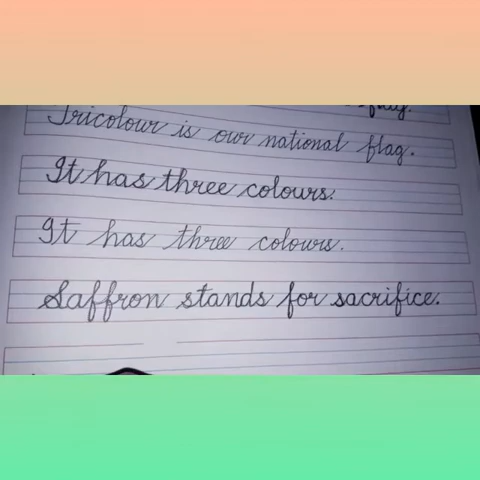 Tricolour is our national flag.
It has three colours.
It has three colours.
Saffron stands for sacrifice.